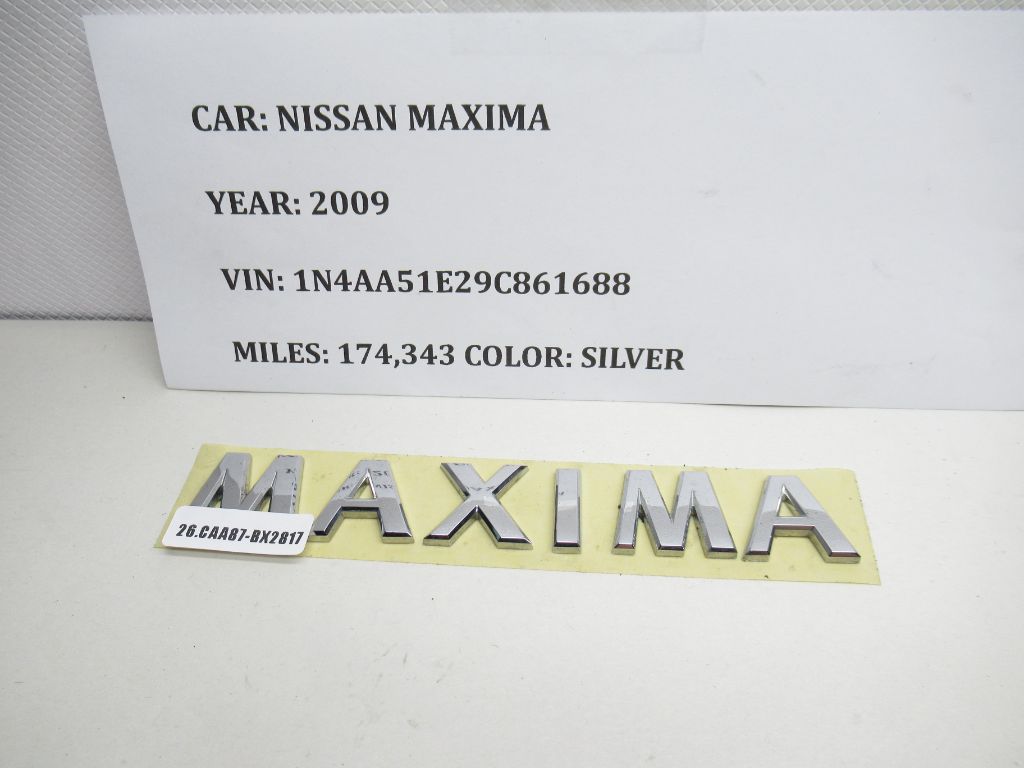 CAR: NISSAN MAXIMA
YEAR: 2009
VIN: 1N4AA51E29C861688
MILES: 174,343 COLOR: SILVER
MAXIMA
26.CAA87-BX2817